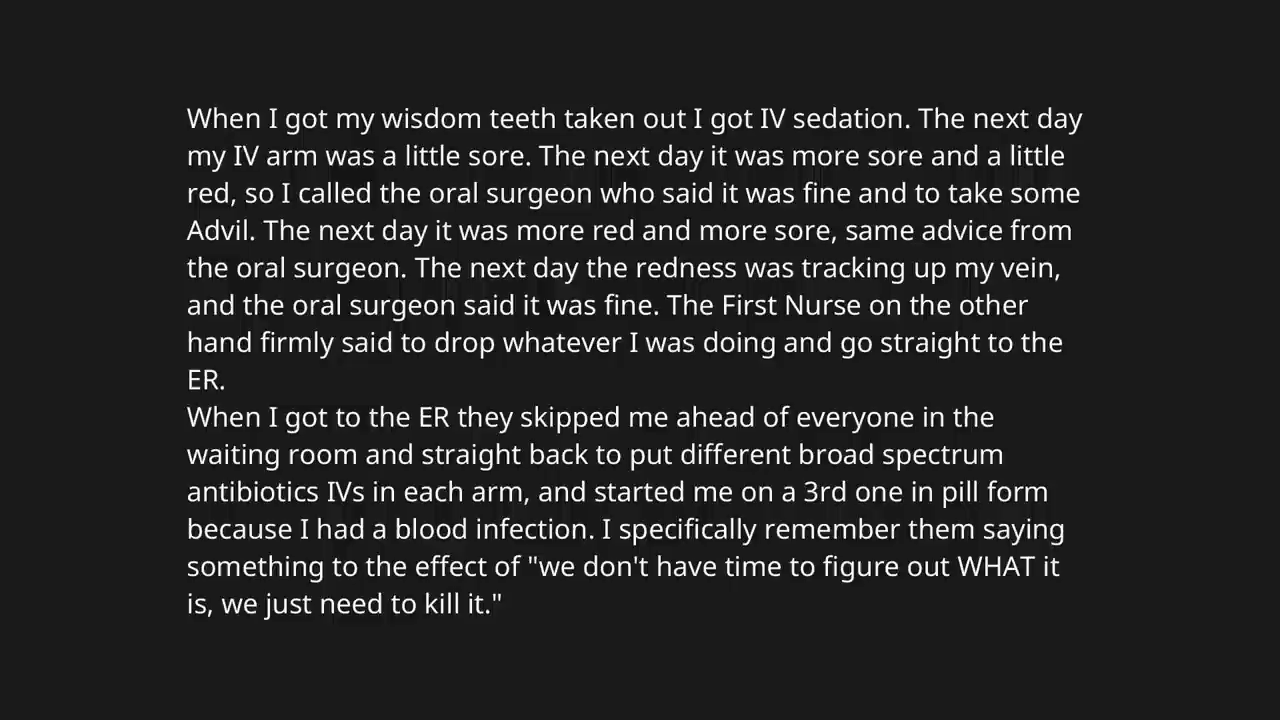 When I got my wisdom teeth taken out I got IV sedation. The next day
my IV arm was a little sore. The next day it was more sore and a little
red, so I called the oral surgeon who said it was fine and to take some
Advil. The next day it was more red and more sore, same advice from
the oral surgeon. The next day the redness was tracking up my vein,
and the oral surgeon said it was fine. The First Nurse on the other
hand firmly said to drop whatever I was doing and go straight to the
ER.
When I got to the ER they skipped me ahead of everyone in the
waiting room and straight back to put different broad spectrum
antibiotics IVs in each arm, and started me on a 3rd one in pill form
because I had a blood infection. I specifically remember them saying
something to the effect of "we don't have time to figure out WHAT it
is, we just need to kill it."